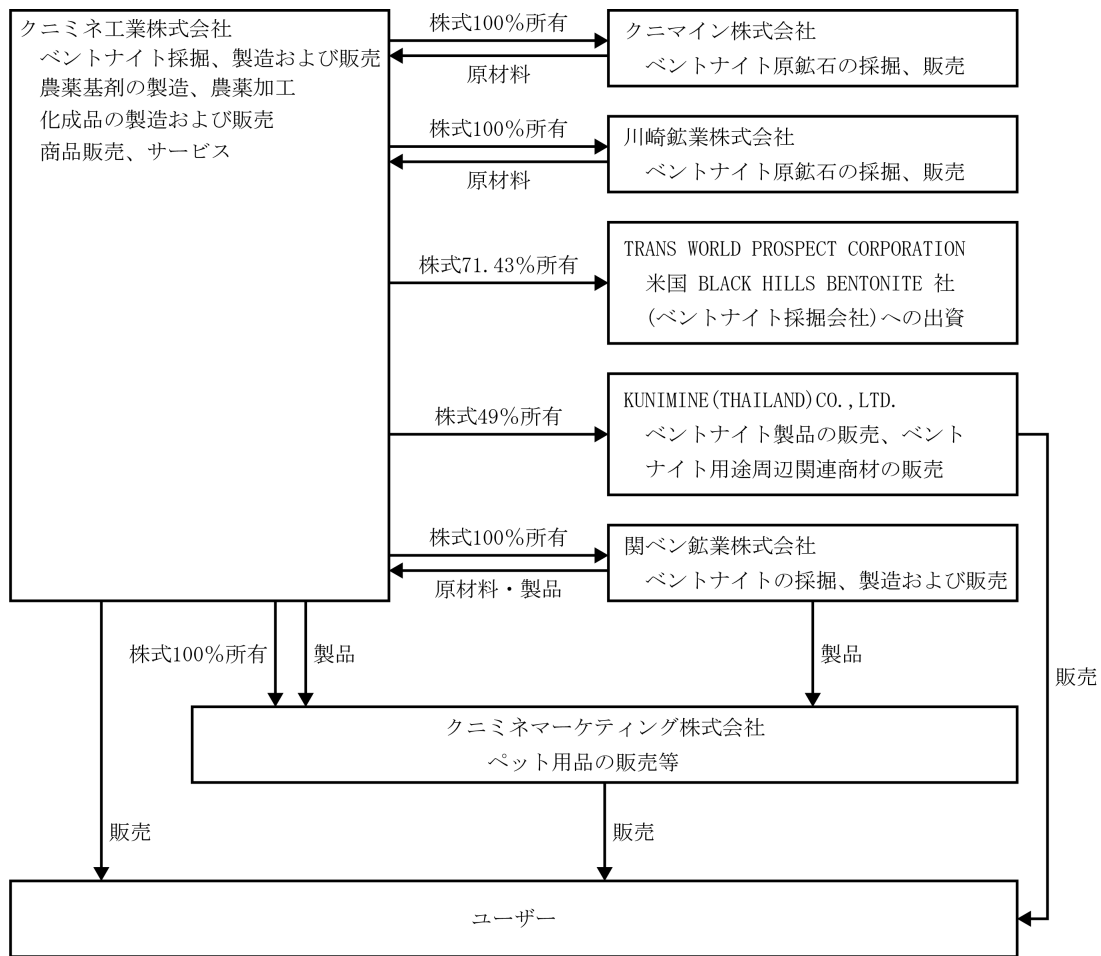 クニミネ工業株式会社
ベントナイト採掘、製造および販売
農薬基剤の製造、農薬加工
化成品の製造および販売
商品販売、サービス
株式100％所有
原材料
クニマイン株式会社
ベントナイト原鉱石の採掘、販売
株式100％所有
原材料
川崎鉱業株式会社
ベントナイト原鉱石の採掘、販売
株式71.43％所有
TRANS WORLD PROSPECT CORPORATION
米国 BLACK HILLS BENTONITE 社
(ベントナイト採掘会社)への出資
株式49％所有
KUNIMINE(THAILAND)CO.,LTD.
ベントナイト製品の販売、ベント
ナイト用途周辺関連商材の販売
株式100％所有
原材料・製品
関ベン鉱業株式会社
ベントナイトの採掘、製造および販売
株式100％所有
製品
製品
販売
クニミネマーケティング株式会社
ペット用品の販売等
販売
販売
ユーザー